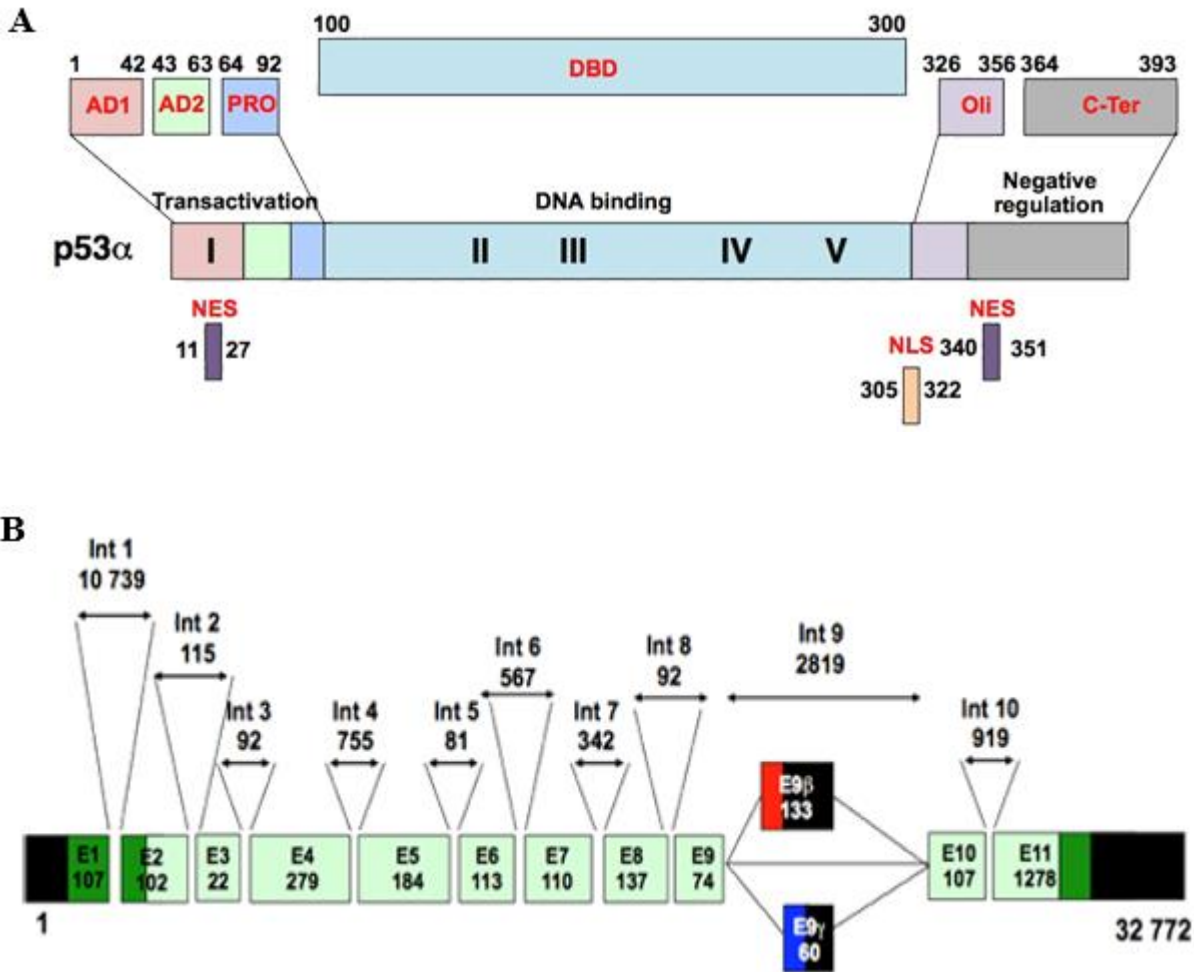 A
100 300
DBD
1 42 43 63 64 92
326 356 364 393
AD1 AD2 PRO
Oli C-Ter
Transactivation
DNA binding
Negative
regulation
p53α
I II III IV V
NES
11 27
NLS
305 322
NES
340 351
B
Int 1
10 739
Int 2
115
Int 3
92
Int 4
755
Int 5
81
Int 6
567
Int 7
342
Int 8
92
Int 9
2819
Int 10
919
E9β
133
E1
107
E2
102
E3
22
E4
279
E5
184
E6
113
E7
110
E8
137
E9
74
E10
107
E11
1278
E9γ
60
1
32 772